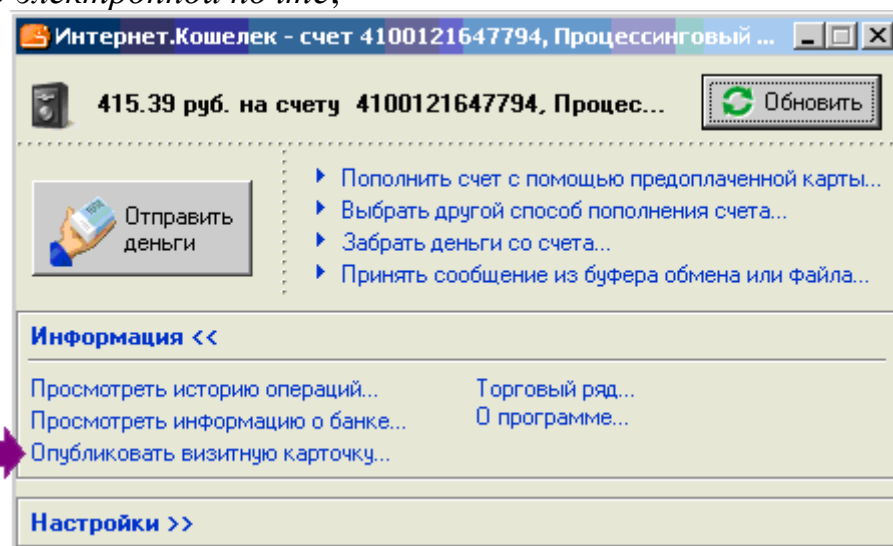 электронной почте,
Интернет.Кошелек - счет 4100121647794, Процессинговый ...
415.39 руб. на счету 4100121647794, Процес...
Обновить
Отправить
деньги
Пополнить счет с помощью предоплаченной карты...
Выбрать другой способ пополнения счета...
Забрать деньги со счета...
Принять сообщение из буфера обмена или файла...
Информация <<
Просмотреть историю операций...
Торговый ряд...
Просмотреть информацию о банке...
О программе...
Опубликовать визитную карточку...
Настройки >>